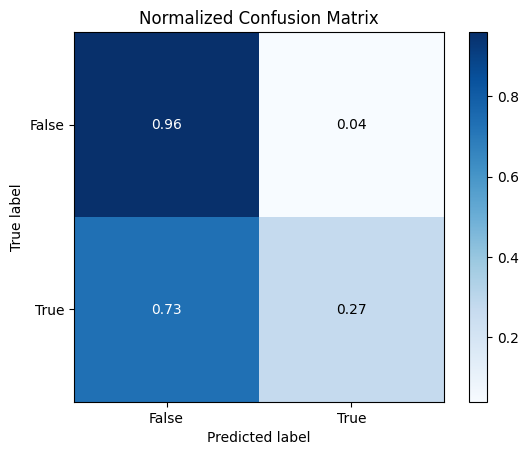 Normalized Confusion Matrix
True label
False
0.96
0.04
0.8
0.6
0.4
0.2
True
0.73
0.27
False
True
Predicted label